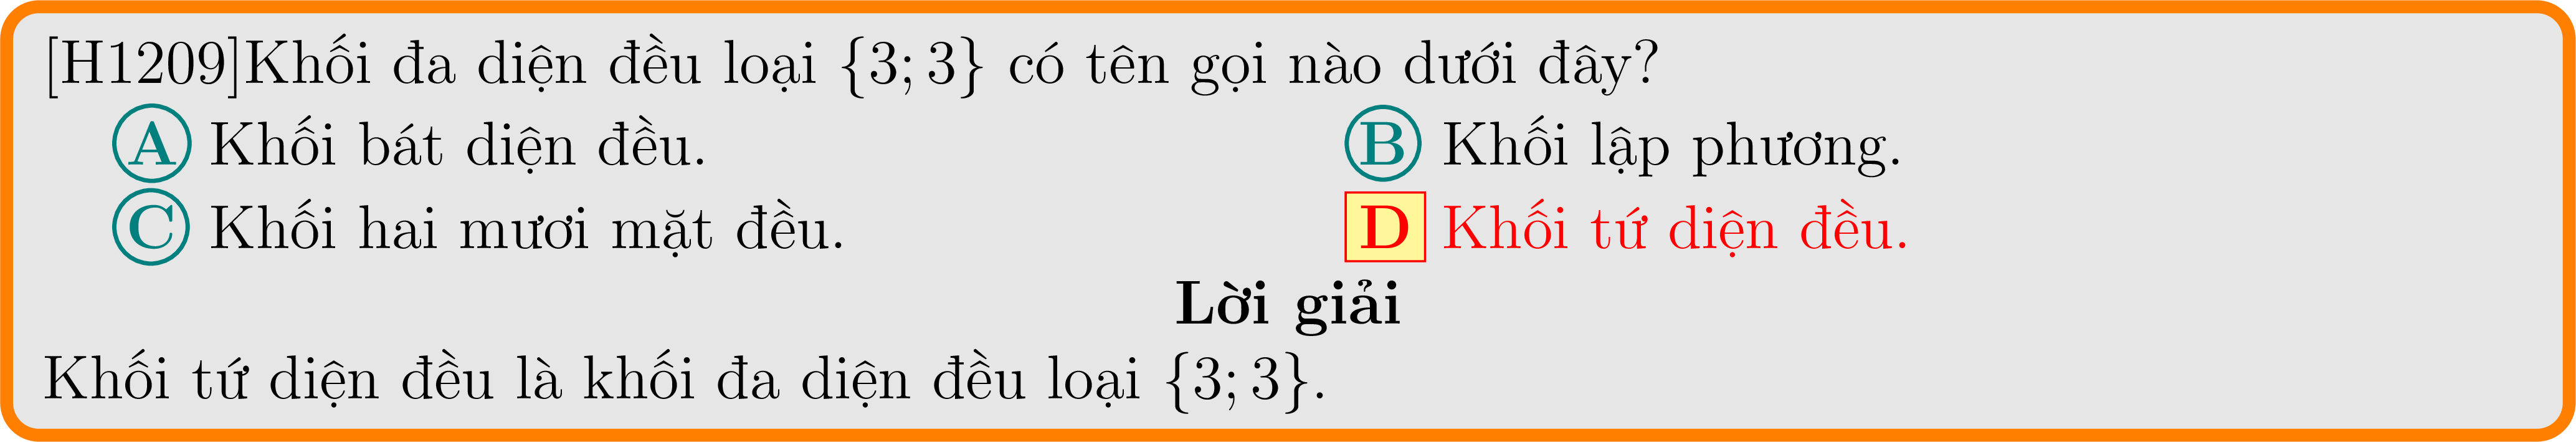 [H1209]Khối đa diện đều loại {3; 3} có tên gọi nào dưới đây?
A Khối bát diện đều. B Khối lập phương.
C Khối hai mươi mặt đều. D Khối tứ diện đều.
Lời giải
Khối tứ diện đều là khối đa diện đều loại {3; 3}.